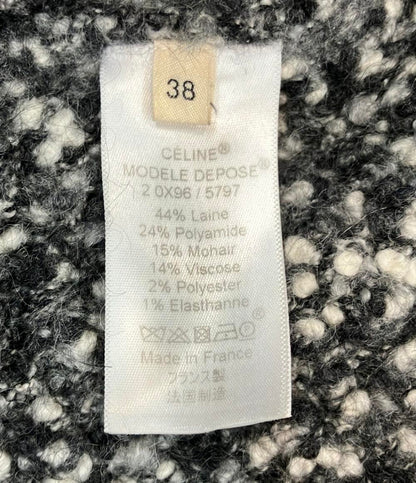 38
CELINE®
MODELE DEPOSE®
2 0X96 / 5797
44% Laine
24% Polyamide
15% Mohair
14% Viscose
2% Polyester
1% Elasthanne
Made in France
フランス製
法国制造